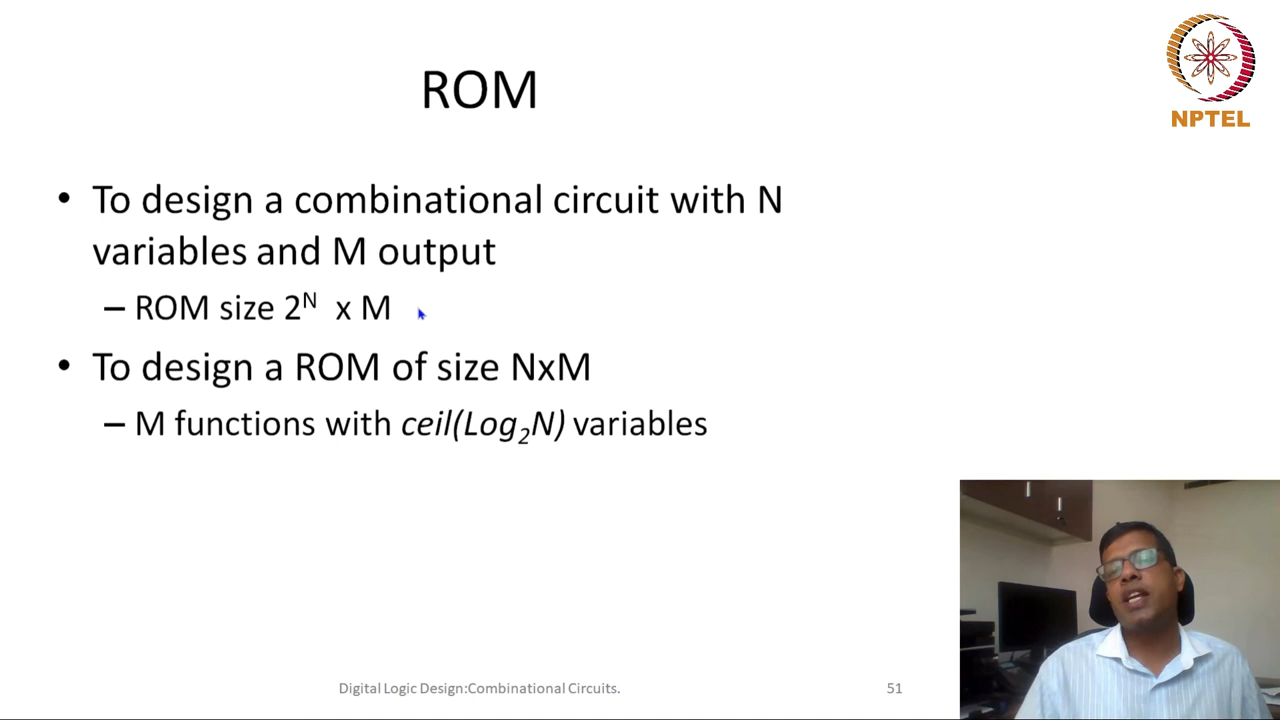 ROM
NPTEL
• To design a combinational circuit with N
variables and M output
– ROM size 2^N x M
• To design a ROM of size NxM
– M functions with ceil(Log₂N) variables
Digital Logic Design:Combinational Circuits.
51